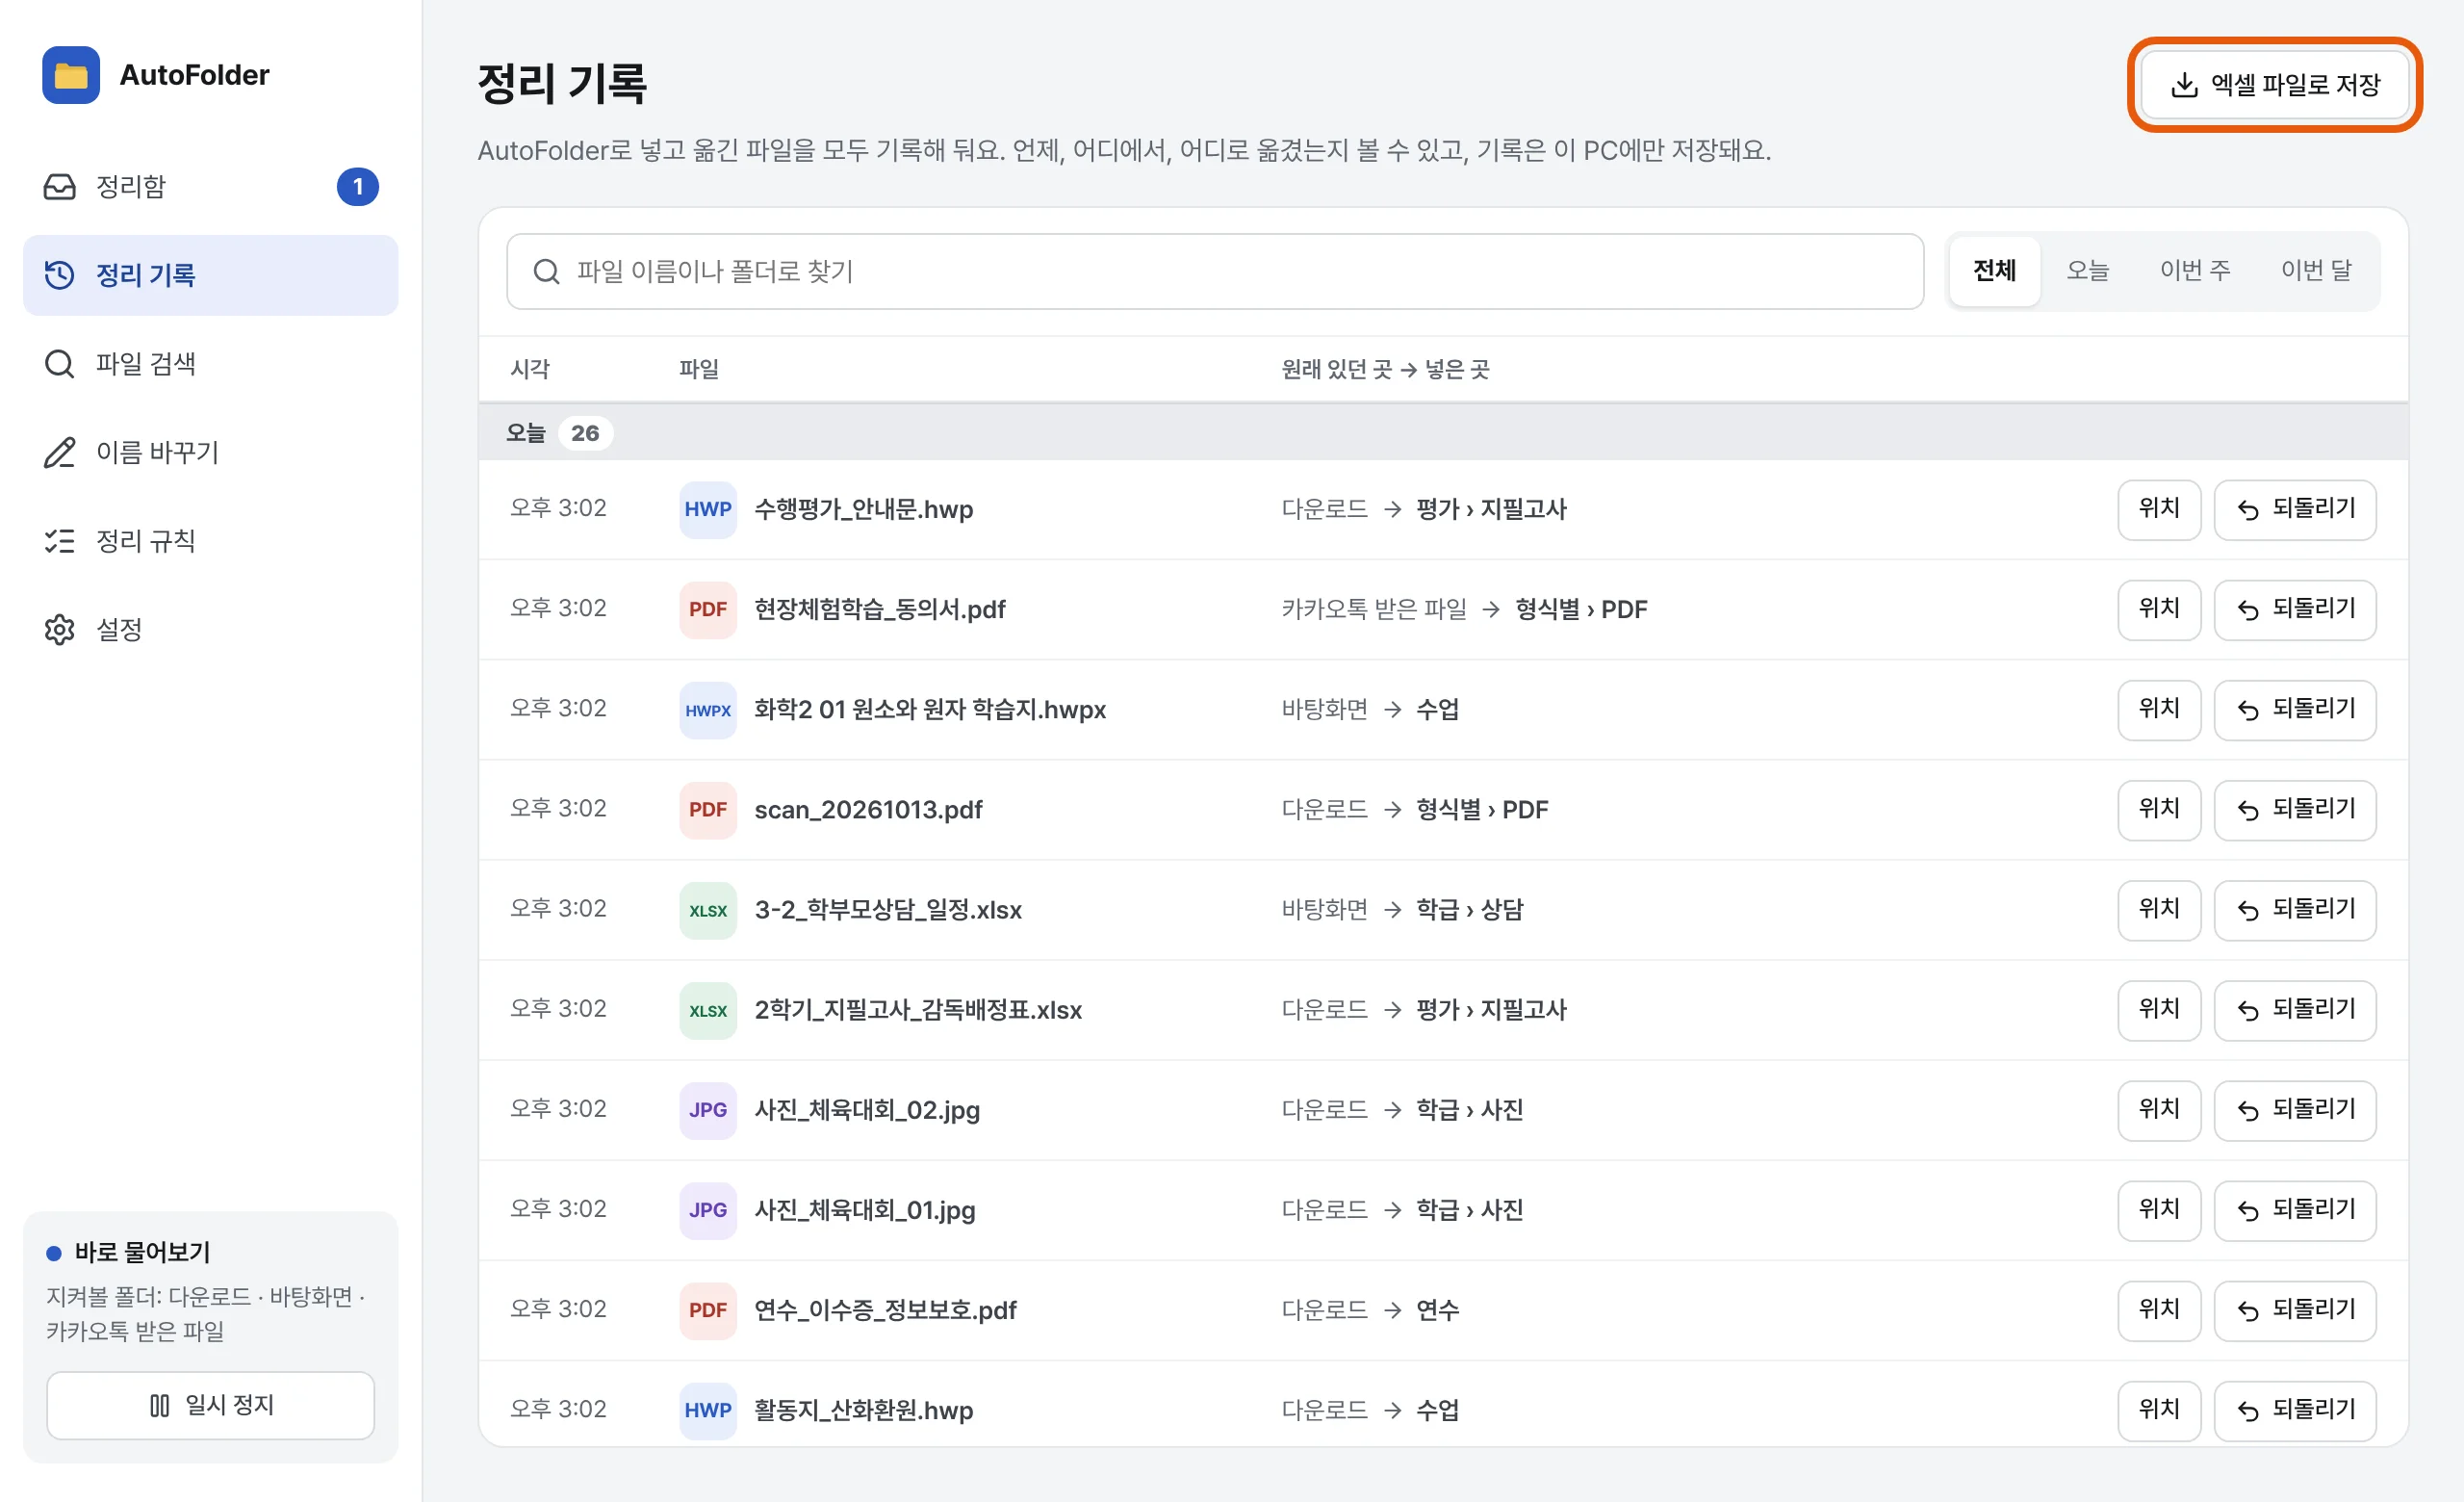 AutoFolder
정리함 1
정리 기록
파일 검색
이름 바꾸기
정리 규칙
설정
바로 물어보기
지켜볼 폴더: 다운로드 · 바탕화면 ·
카카오톡 받은 파일
일시 정지
정리 기록
엑셀 파일로 저장
AutoFolder로 넣고 옮긴 파일을 모두 기록해 둬요. 언제, 어디에서, 어디로 옮겼는지 볼 수 있고, 기록은 이 PC에만 저장돼요.
파일 이름이나 폴더로 찾기
전체 오늘 이번 주 이번 달
시각 파일 원래 있던 곳 → 넣은 곳
오늘 26
오후 3:02 HWP 수행평가_안내문.hwp 다운로드 → 평가 › 지필고사 위치 되돌리기
오후 3:02 PDF 현장체험학습_동의서.pdf 카카오톡 받은 파일 → 형식별 › PDF 위치 되돌리기
오후 3:02 HWPX 화학2 01 원소와 원자 학습지.hwpx 바탕화면 → 수업 위치 되돌리기
오후 3:02 PDF scan_20261013.pdf 다운로드 → 형식별 › PDF 위치 되돌리기
오후 3:02 XLSX 3-2_학부모상담_일정.xlsx 바탕화면 → 학급 › 상담 위치 되돌리기
오후 3:02 XLSX 2학기_지필고사_감독배정표.xlsx 다운로드 → 평가 › 지필고사 위치 되돌리기
오후 3:02 JPG 사진_체육대회_02.jpg 다운로드 → 학급 › 사진 위치 되돌리기
오후 3:02 JPG 사진_체육대회_01.jpg 다운로드 → 학급 › 사진 위치 되돌리기
오후 3:02 PDF 연수_이수증_정보보호.pdf 다운로드 → 연수 위치 되돌리기
오후 3:02 HWP 활동지_산화환원.hwp 다운로드 → 수업 위치 되돌리기